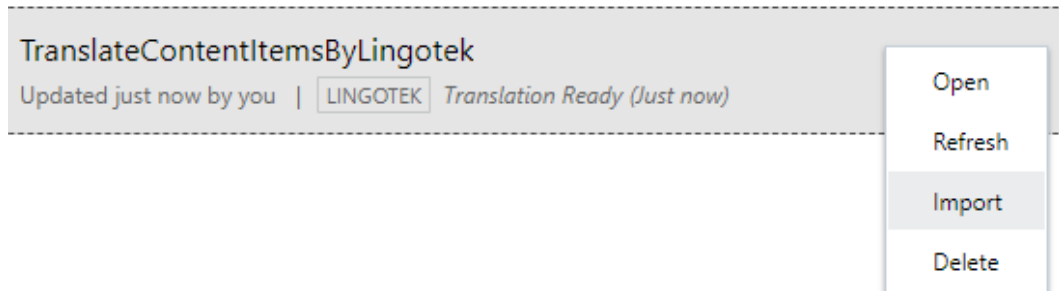 TranslateContentItemsByLingotek
Updated just now by you | LINGOTEK Translation Ready (Just now)
Open
Refresh
Import
Delete